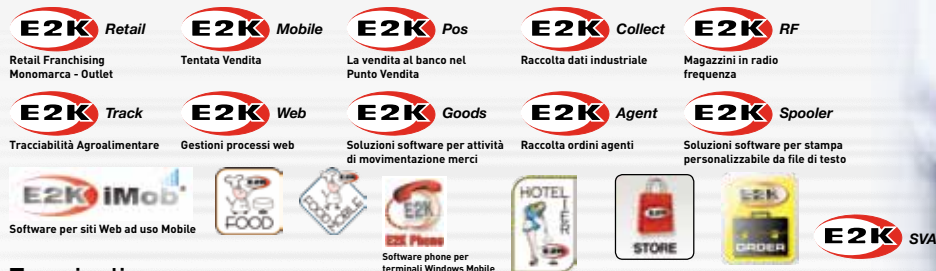 E2K Retail
E2K Mobile
E2K Pos
E2K Collect
E2K RF
Retail Franchising
Monomarca - Outlet
Tentata Vendita
La vendita al banco nel
Punto Vendita
Raccolta dati industriale
Magazzini in radio
frequenza
E2K Track
E2K Web
E2K Goods
E2K Agent
E2K Spooler
Tracciabilità Agroalimentare
Gestioni processi web
Soluzioni software per attività
di movimentazione merci
Raccolta ordini agenti
Soluzioni software per stampa
personalizzabile da file di testo
E2K iMob
Software per siti Web ad uso Mobile
E2K
FOOD
E2K
FOOD MOBILE
E2K
E2K Phone
Software phone per
terminali Windows Mobile
HOTEL
TIER
E2K
E2K
STORE
E2K
ORDER
E2K SVA